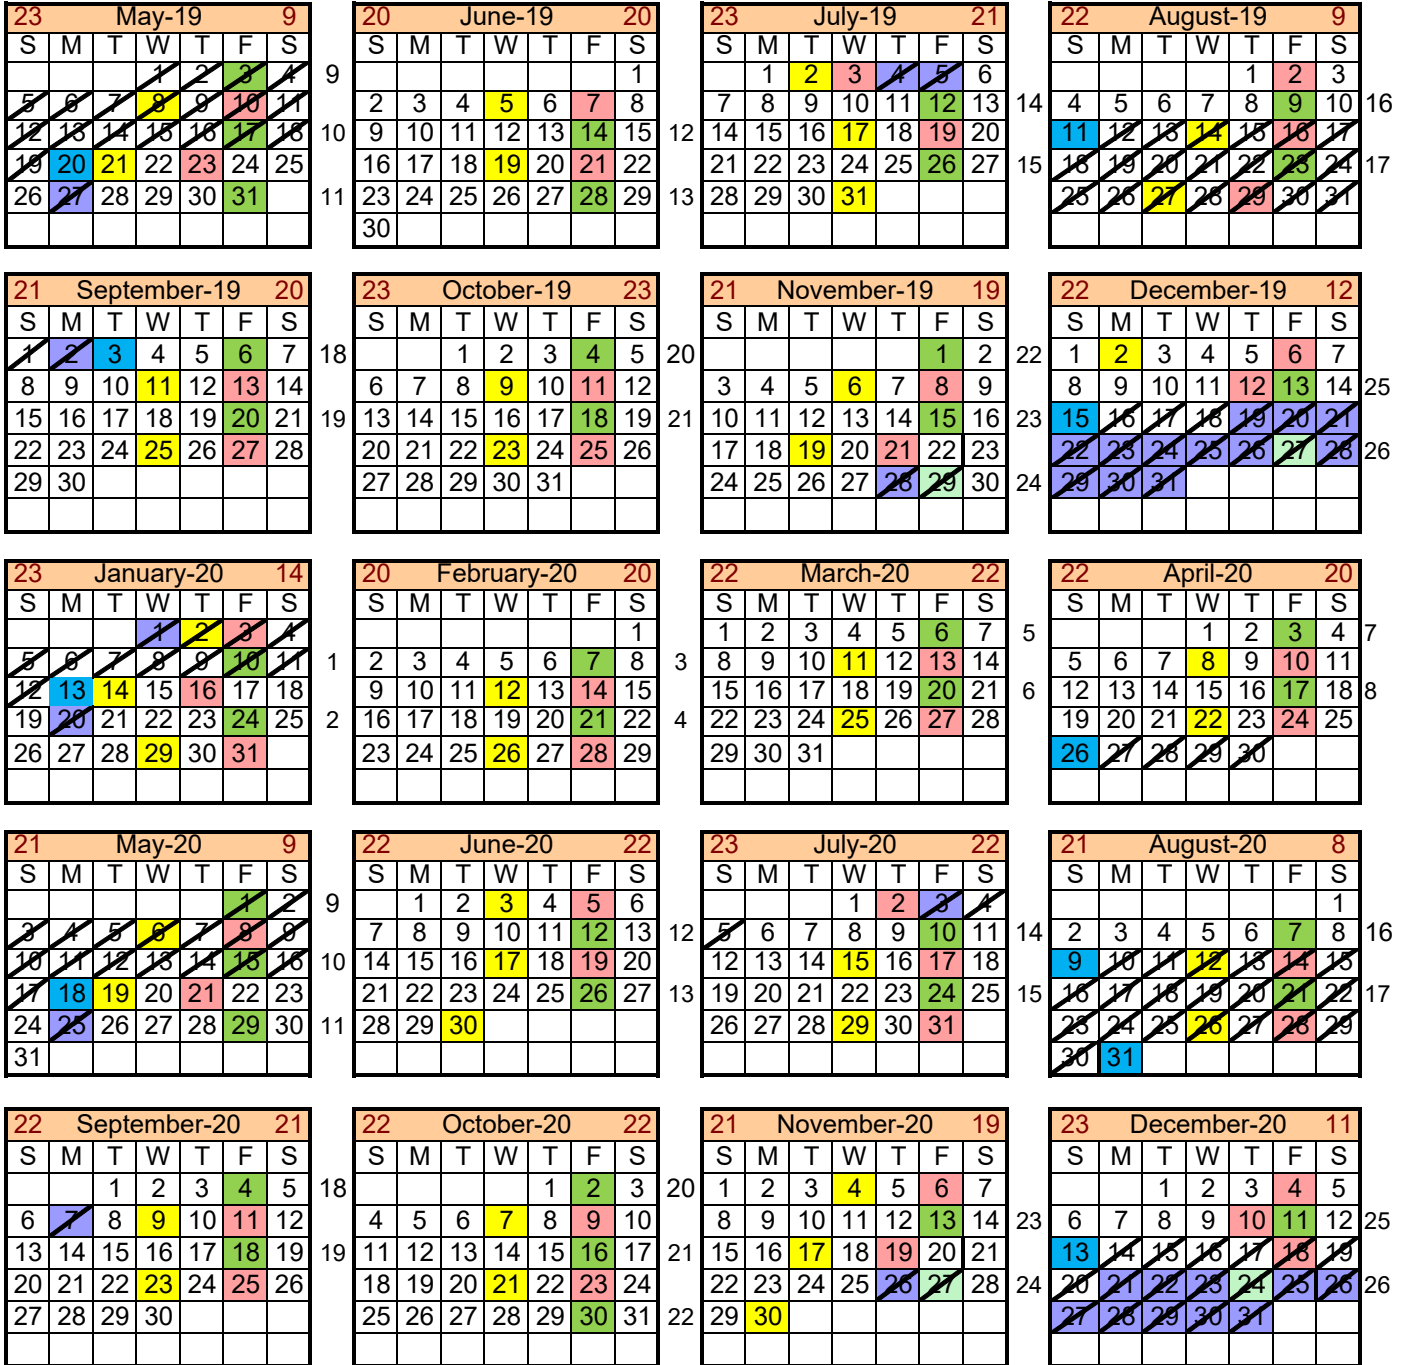 23 May-19 9
S M T W T F S
1 2 3 4 9
5 6 7 8 9 10 11
12 13 14 15 16 17 18 10
19 20 21 22 23 24 25
26 27 28 29 30 31 11
20 June-19 20
S M T W T F S
1
2 3 4 5 6 7 8
9 10 11 12 13 14 15 12
16 17 18 19 20 21 22
23 24 25 26 27 28 29 13
30
23 July-19 21
S M T W T F S
1 2 3 4 5 6
7 8 9 10 11 12 13 14
14 15 16 17 18 19 20
21 22 23 24 25 26 27 15
28 29 30 31
22 August-19 9
S M T W T F S
1 2 3
4 5 6 7 8 9 10 16
11 12 13 14 15 16 17
18 19 20 21 22 23 24 17
25 26 27 28 29 30 31
21 September-19 20
S M T W T F S
1 2 3 4 5 6 7 18
8 9 10 11 12 13 14
15 16 17 18 19 20 21 19
22 23 24 25 26 27 28
29 30
23 October-19 23
S M T W T F S
1 2 3 4 5 20
6 7 8 9 10 11 12
13 14 15 16 17 18 19 21
20 21 22 23 24 25 26
27 28 29 30 31
21 November-19 19
S M T W T F S
1 2 22
3 4 5 6 7 8 9
10 11 12 13 14 15 16 23
17 18 19 20 21 22 23
24 25 26 27 28 29 30 24
22 December-19 12
S M T W T F S
1 2 3 4 5 6 7
8 9 10 11 12 13 14 25
15 16 17 18 19 20 21
22 23 24 25 26 27 28 26
29 30 31
23 January-20 14
S M T W T F S
1 2 3 4
5 6 7 8 9 10 11 1
12 13 14 15 16 17 18
19 20 21 22 23 24 25 2
26 27 28 29 30 31
20 February-20 20
S M T W T F S
1
2 3 4 5 6 7 8 3
9 10 11 12 13 14 15
16 17 18 19 20 21 22 4
23 24 25 26 27 28 29
22 March-20 22
S M T W T F S
1 2 3 4 5 6 7 5
8 9 10 11 12 13 14
15 16 17 18 19 20 21 6
22 23 24 25 26 27 28
29 30 31
22 April-20 20
S M T W T F S
1 2 3 4 7
5 6 7 8 9 10 11
12 13 14 15 16 17 18 8
19 20 21 22 23 24 25
26 27 28 29 30
21 May-20 9
S M T W T F S
1 2 9
3 4 5 6 7 8 9
10 11 12 13 14 15 16 10
17 18 19 20 21 22 23
24 25 26 27 28 29 30 11
31
22 June-20 22
S M T W T F S
1 2 3 4 5 6
7 8 9 10 11 12 13 12
14 15 16 17 18 19 20
21 22 23 24 25 26 27 13
28 29 30
23 July-20 22
S M T W T F S
1 2 3 4
5 6 7 8 9 10 11 14
12 13 14 15 16 17 18
19 20 21 22 23 24 25 15
26 27 28 29 30 31
21 August-20 8
S M T W T F S
1
2 3 4 5 6 7 8 16
9 10 11 12 13 14 15
16 17 18 19 20 21 22 17
23 24 25 26 27 28 29
30 31
22 September-20 21
S M T W T F S
1 2 3 4 5 18
6 7 8 9 10 11 12
13 14 15 16 17 18 19 19
20 21 22 23 24 25 26
27 28 29 30
22 October-20 22
S M T W T F S
1 2 3 20
4 5 6 7 8 9 10
11 12 13 14 15 16 17 21
18 19 20 21 22 23 24
25 26 27 28 29 30 31 22
21 November-20 19
S M T W T F S
1 2 3 4 5 6 7
8 9 10 11 12 13 14 23
15 16 17 18 19 20 21
22 23 24 25 26 27 28 24
29 30
23 December-20 11
S M T W T F S
1 2 3 4 5
6 7 8 9 10 11 12 25
13 14 15 16 17 18 19
20 21 22 23 24 25 26 26
27 28 29 30 31